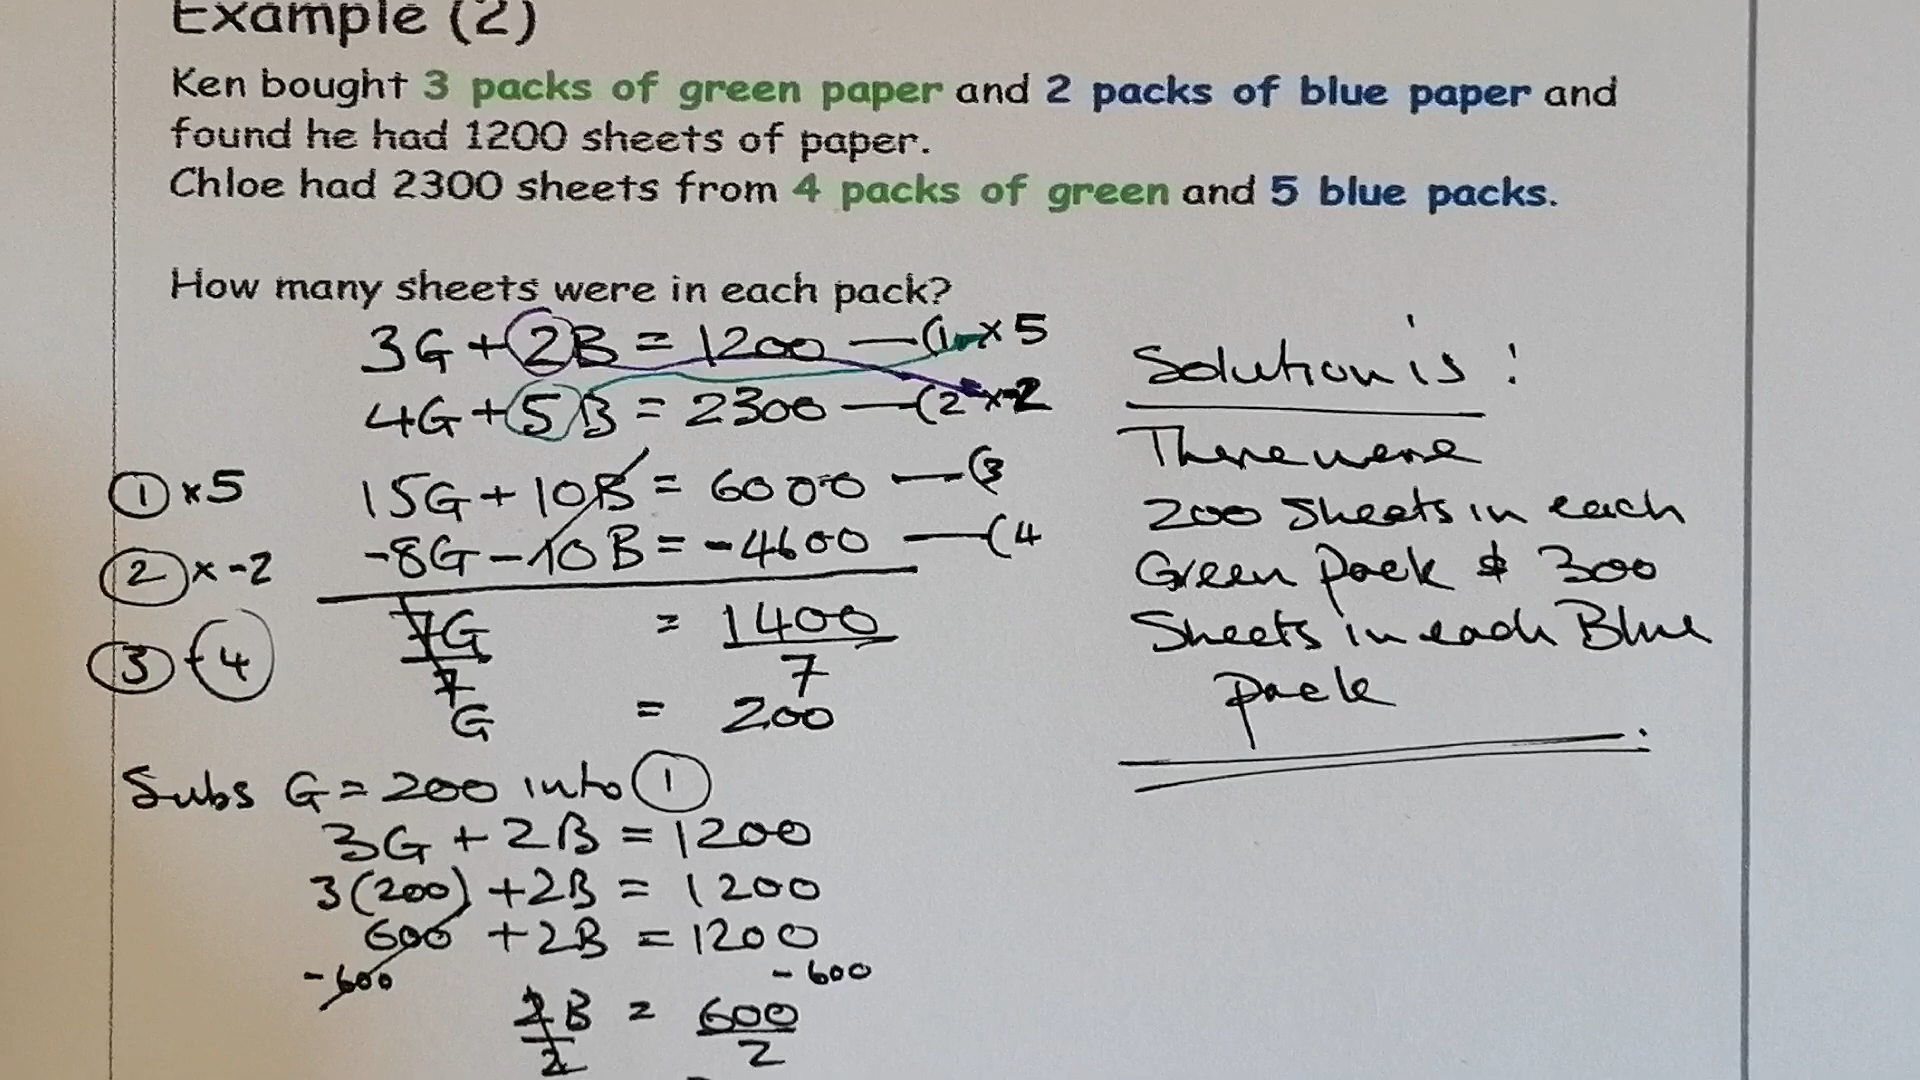 Example (2)
Ken bought 3 packs of green paper and 2 packs of blue paper and
found he had 1200 sheets of paper.
Chloe had 2300 sheets from 4 packs of green and 5 blue packs.
How many sheets were in each pack?
3G + 2B = 1200 —(1 ×5
4G + 5B = 2300 —(2 ×-2
① ×5 15G + 10B = 6000 —(3
② × -2 -8G - 10B = -4600 —(4
③ + ④ 7G/7 = 1400/7
G = 200
Subs G = 200 into ①
3G + 2B = 1200
3(200) + 2B = 1200
600 + 2B = 1200
-600 -600
2B/2 = 600/2
Solution is :
There were
200 Sheets in each
Green Pack & 300
Sheets in each Blue
pack